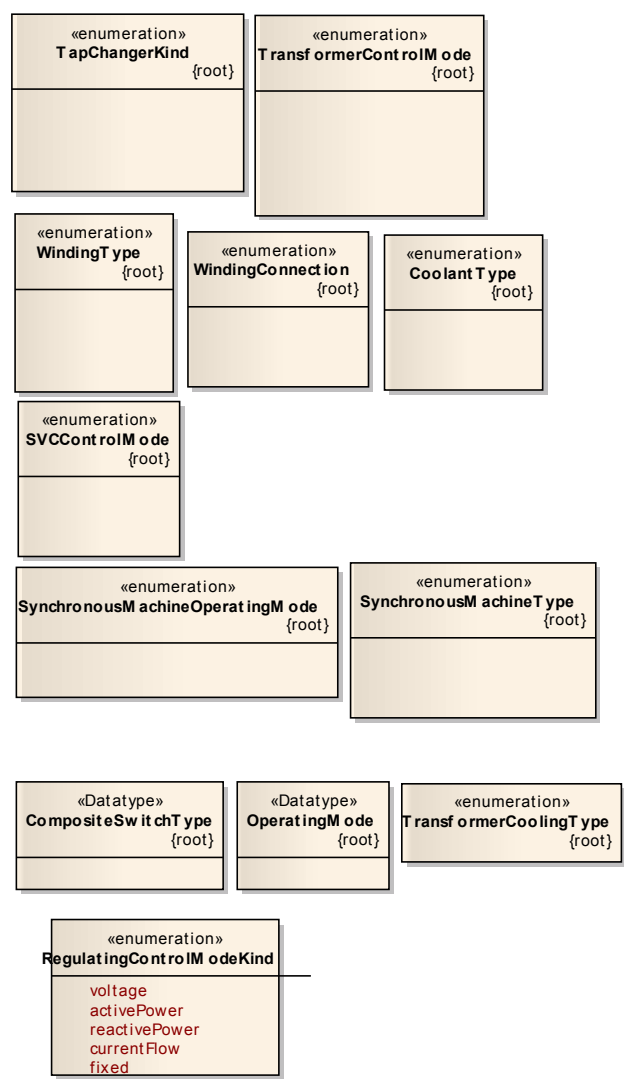 «enumeration»
TapChangerKind
{root}
«enumeration»
TransformerControlMode
{root}
«enumeration»
WindingType
{root}
«enumeration»
WindingConnection
{root}
«enumeration»
CoolantType
{root}
«enumeration»
SVCControlMode
{root}
«enumeration»
SynchronousMachineOperatingMode
{root}
«enumeration»
SynchronousMachineType
{root}
«Datatype»
CompositeSwitchType
{root}
«Datatype»
OperatingMode
{root}
«enumeration»
TransformerCoolingType
{root}
«enumeration»
RegulatingControlModeKind
voltage
activePower
reactivePower
currentFlow
fixed